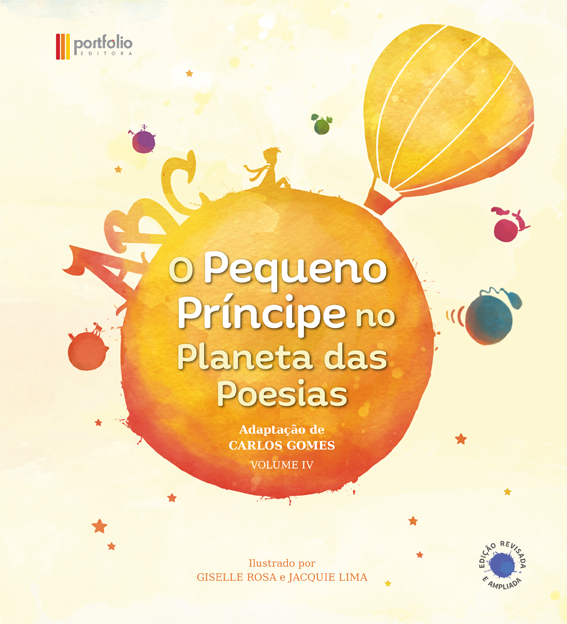 portfolio
EDITORA
ABC
O Pequeno
Príncipe no
Planeta das
Poesias
Adaptação de
CARLOS GOMES
VOLUME IV
Ilustrado por
GISELLE ROSA e JACQUIE LIMA
EDIÇÃO REVISADA
E AMPLIADA